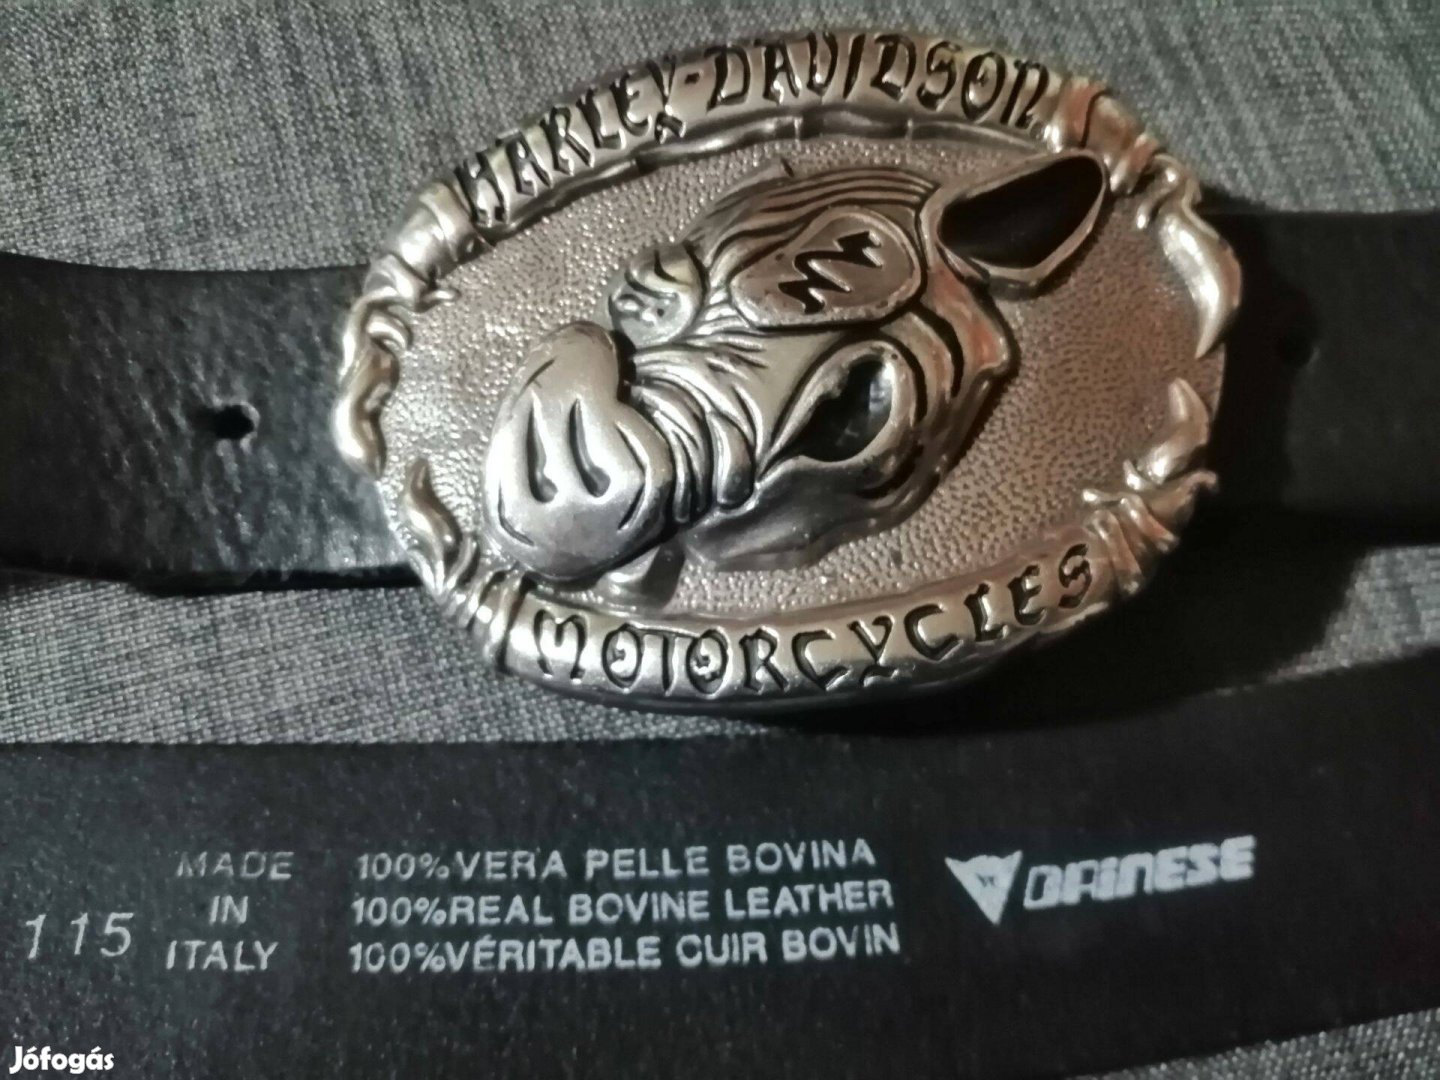 HARLEY-DAVIDSON
MOTORCYCLES
115
MADE
IN
ITALY
100%VERA PELLE BOVINA
100%REAL BOVINE LEATHER
100%VÉRITABLE CUIR BOVIN
DAINESE
Jófogás